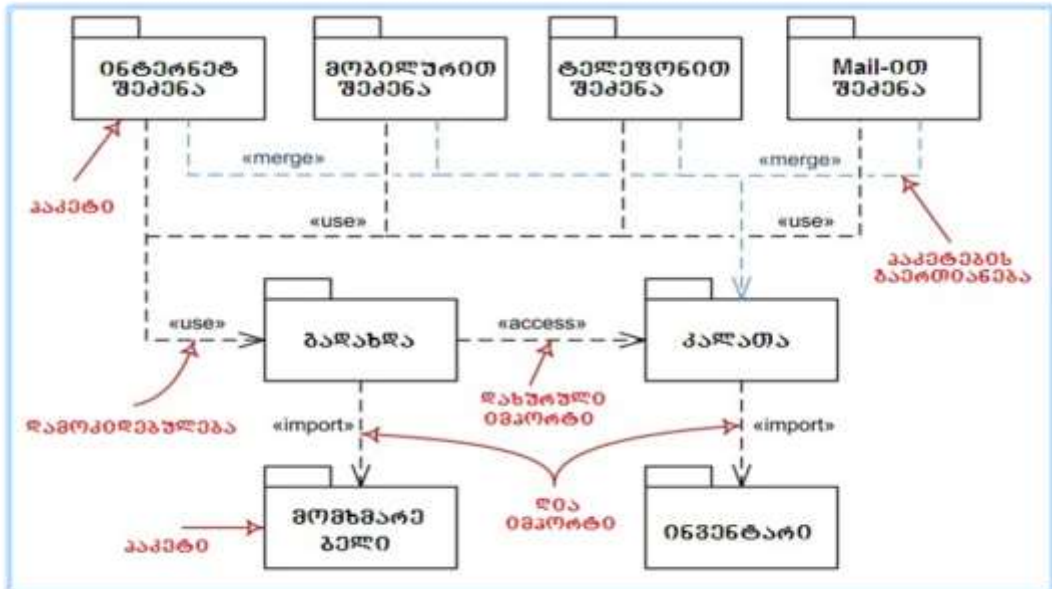 ინტერნეტ
შეძენა
მობილურით
შეძენა
ტელეფონით
შეძენა
Mail-ით
შეძენა
«merge»
«merge»
პაკეტი
«use»
«use»
პაკეტების
გაერთიანება
«use»
გადახდა
«access»
კალათა
დამოკიდებულება
დახურული
იმპორტი
«import»
«import»
ღია
იმპორტი
პაკეტი
მომხმარე
ბელი
ინვენტარი